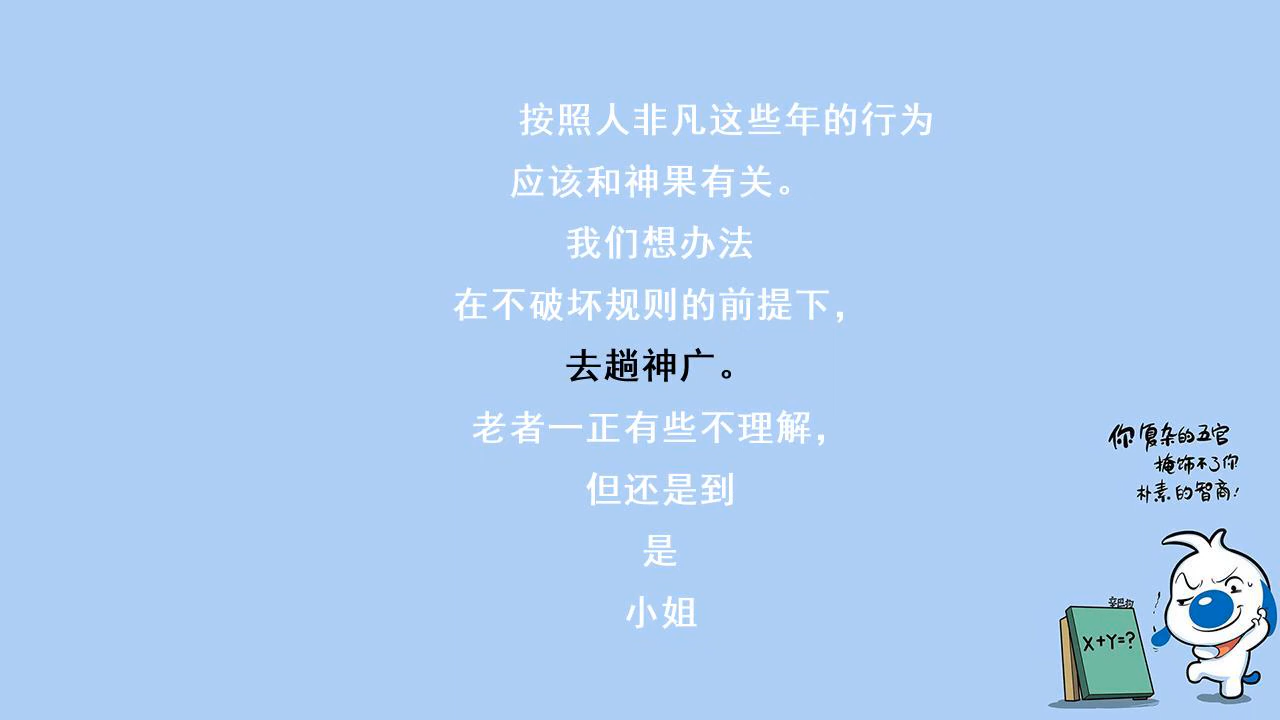 按照人非凡这些年的行为
应该和神果有关。
我们想办法
在不破坏规则的前提下，
去趟神广。
老者一正有些不理解，
但还是到
是
小姐
你复杂的五官
掩饰不了你
朴素的智商！
X+Y=?